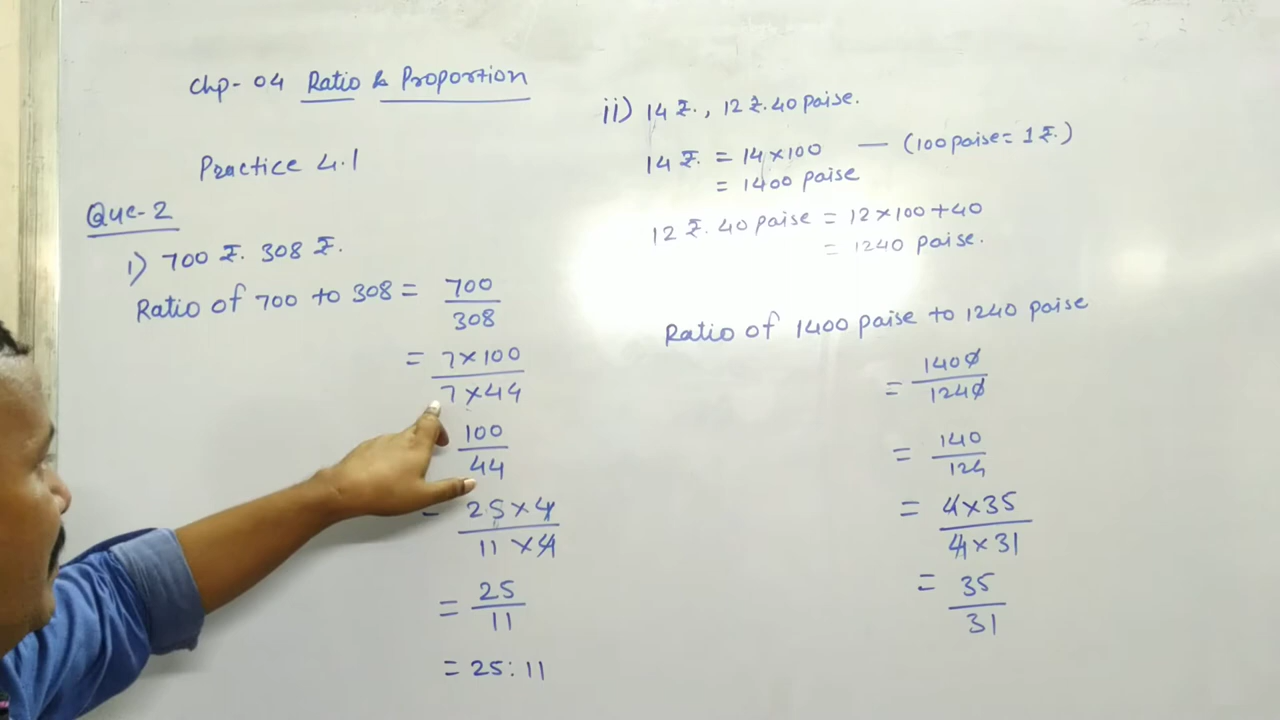 Chp- 04 Ratio & Proportion
Practice 4.1
Que-2
i) 700 ₹. 308 ₹.
Ratio of 700 to 308 = 700
308
= 7×100
7×44
100
44
= 25×4
11×4
= 25
11
= 25:11
ii) 14 ₹., 12 ₹. 40 paise.
14 ₹. = 14×100 — (100 paise = 1 ₹.)
= 1400 paise
12 ₹. 40 paise = 12×100+40
= 1240 paise.
Ratio of 1400 paise to 1240 paise
= 1400
1240
= 140
124
= 4×35
4×31
= 35
31